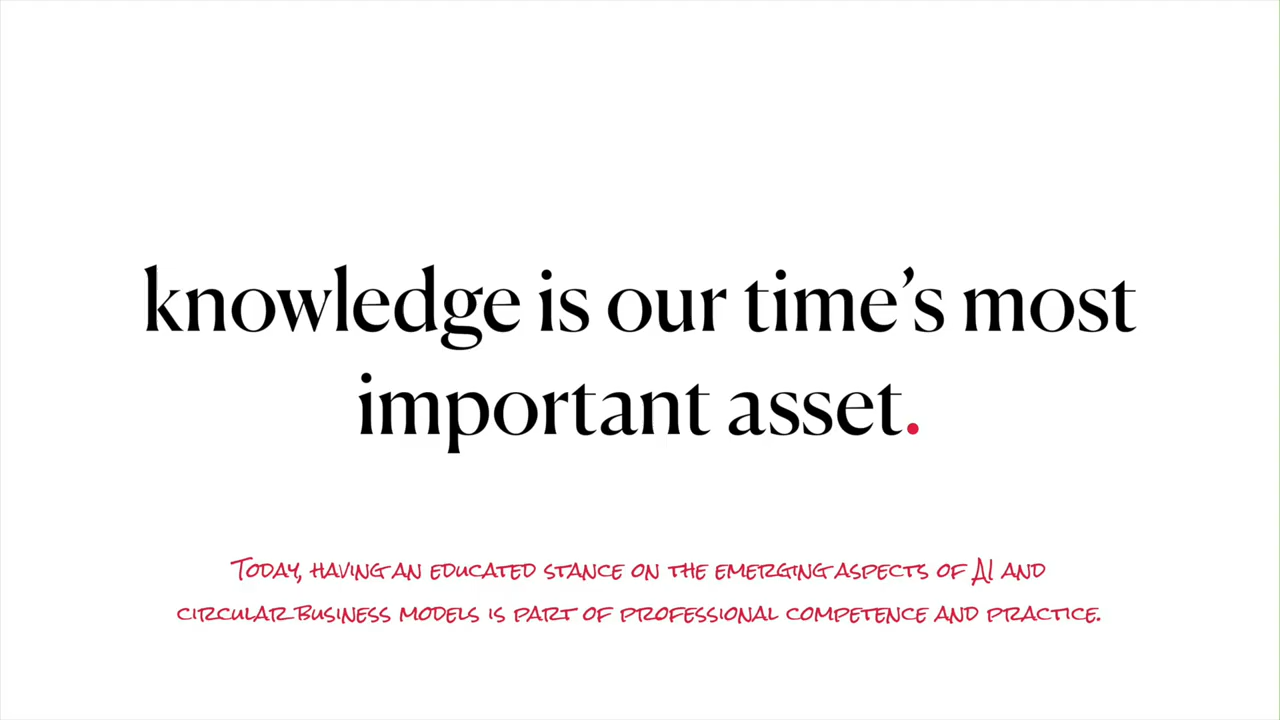 knowledge is our time’s most
important asset.
Today, having an educated stance on the emerging aspects of AI and
circular business models is part of professional competence and practice.